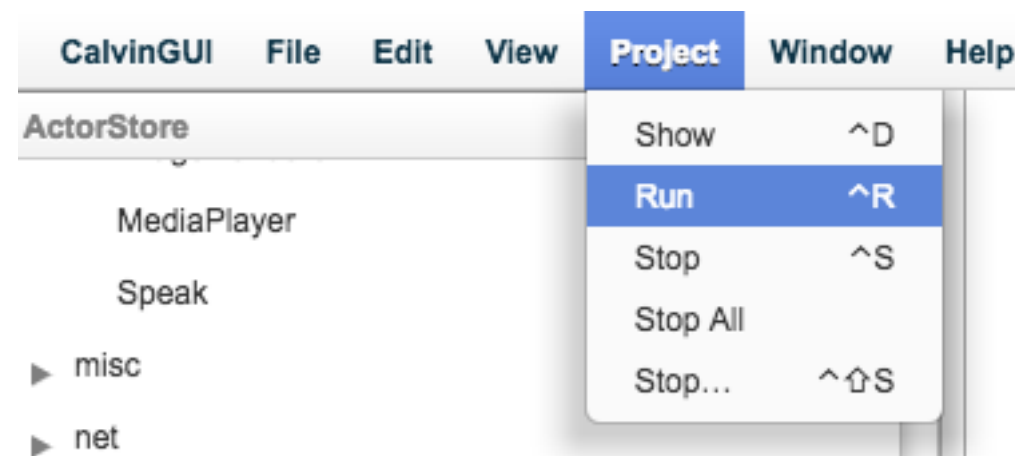 CalvinGUI File Edit View Project Window Help
ActorStore
MediaPlayer
Speak
misc
net
Show ^D
Run ^R
Stop ^S
Stop All
Stop... ^⇧S